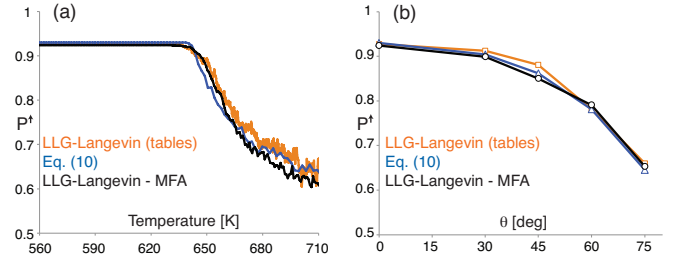 (a)
1
0.9
0.8
P↑
0.7
0.6
0.5
LLG-Langevin (tables)
Eq. (10)
LLG-Langevin - MFA
Temperature [K]
560 590 620 650 680 710
(b)
1
0.9
0.8
P↑
0.7
0.6
0.5
LLG-Langevin (tables)
Eq. (10)
LLG-Langevin - MFA
θ [deg]
0 15 30 45 60 75